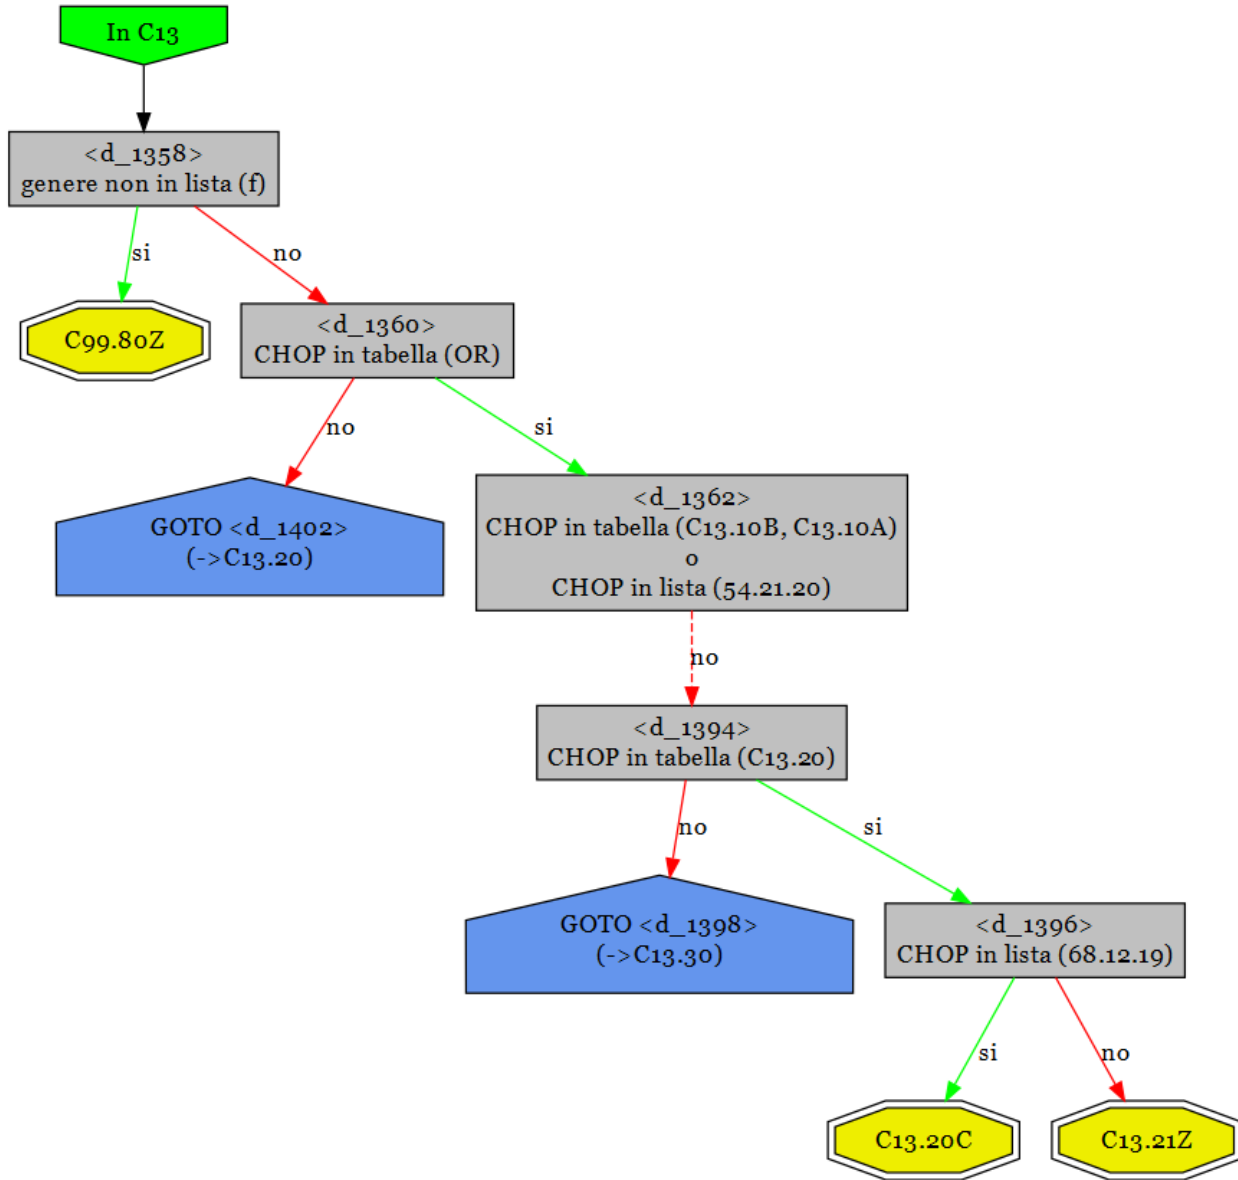 In C13
<d_1358>
genere non in lista (f)
si
no
C99.80Z
<d_1360>
CHOP in tabella (OR)
no
si
GOTO <d_1402>
(->C13.20)
<d_1362>
CHOP in tabella (C13.10B, C13.10A)
o
CHOP in lista (54.21.20)
no
<d_1394>
CHOP in tabella (C13.20)
no
si
GOTO <d_1398>
(->C13.30)
<d_1396>
CHOP in lista (68.12.19)
si
no
C13.20C
C13.21Z